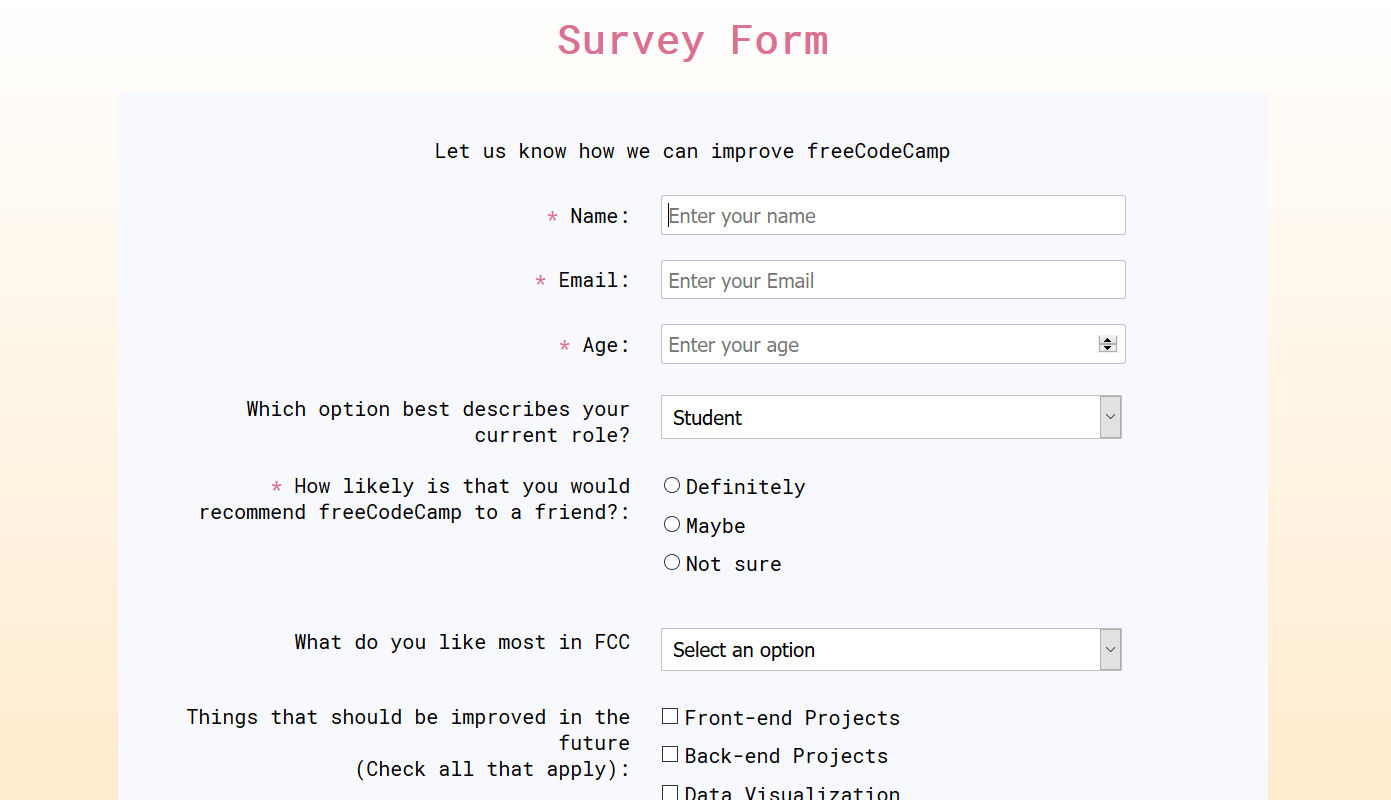 Survey Form
Let us know how we can improve freeCodeCamp
* Name: Enter your name
* Email: Enter your Email
* Age: Enter your age
Which option best describes your Student
current role?
* How likely is that you would Definitely
recommend freeCodeCamp to a friend?:
Maybe
Not sure
What do you like most in FCC Select an option
Things that should be improved in the Front-end Projects
future
Back-end Projects
(Check all that apply):
Data Visualization